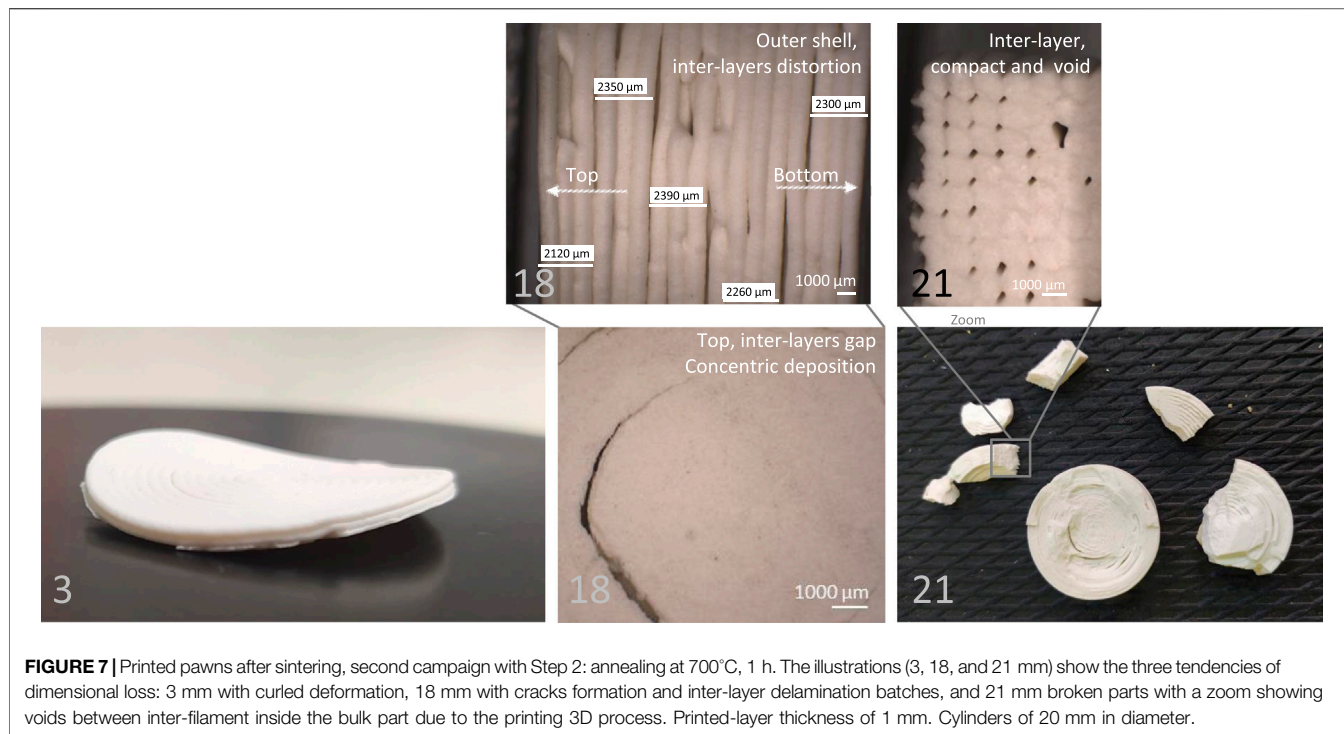 Outer shell,
inter-layers distortion
2350 µm
2300 µm
Top
Bottom
2390 µm
2120 µm
2260 µm
18
1000 µm
Inter-layer,
compact and void
21
1000 µm
Zoom
3
Top, inter-layers gap
Concentric deposition
18
1000 µm
21
FIGURE 7 | Printed pawns after sintering, second campaign with Step 2: annealing at 700°C, 1 h. The illustrations (3, 18, and 21 mm) show the three tendencies of
dimensional loss: 3 mm with curled deformation, 18 mm with cracks formation and inter-layer delamination batches, and 21 mm broken parts with a zoom showing
voids between inter-filament inside the bulk part due to the printing 3D process. Printed-layer thickness of 1 mm. Cylinders of 20 mm in diameter.